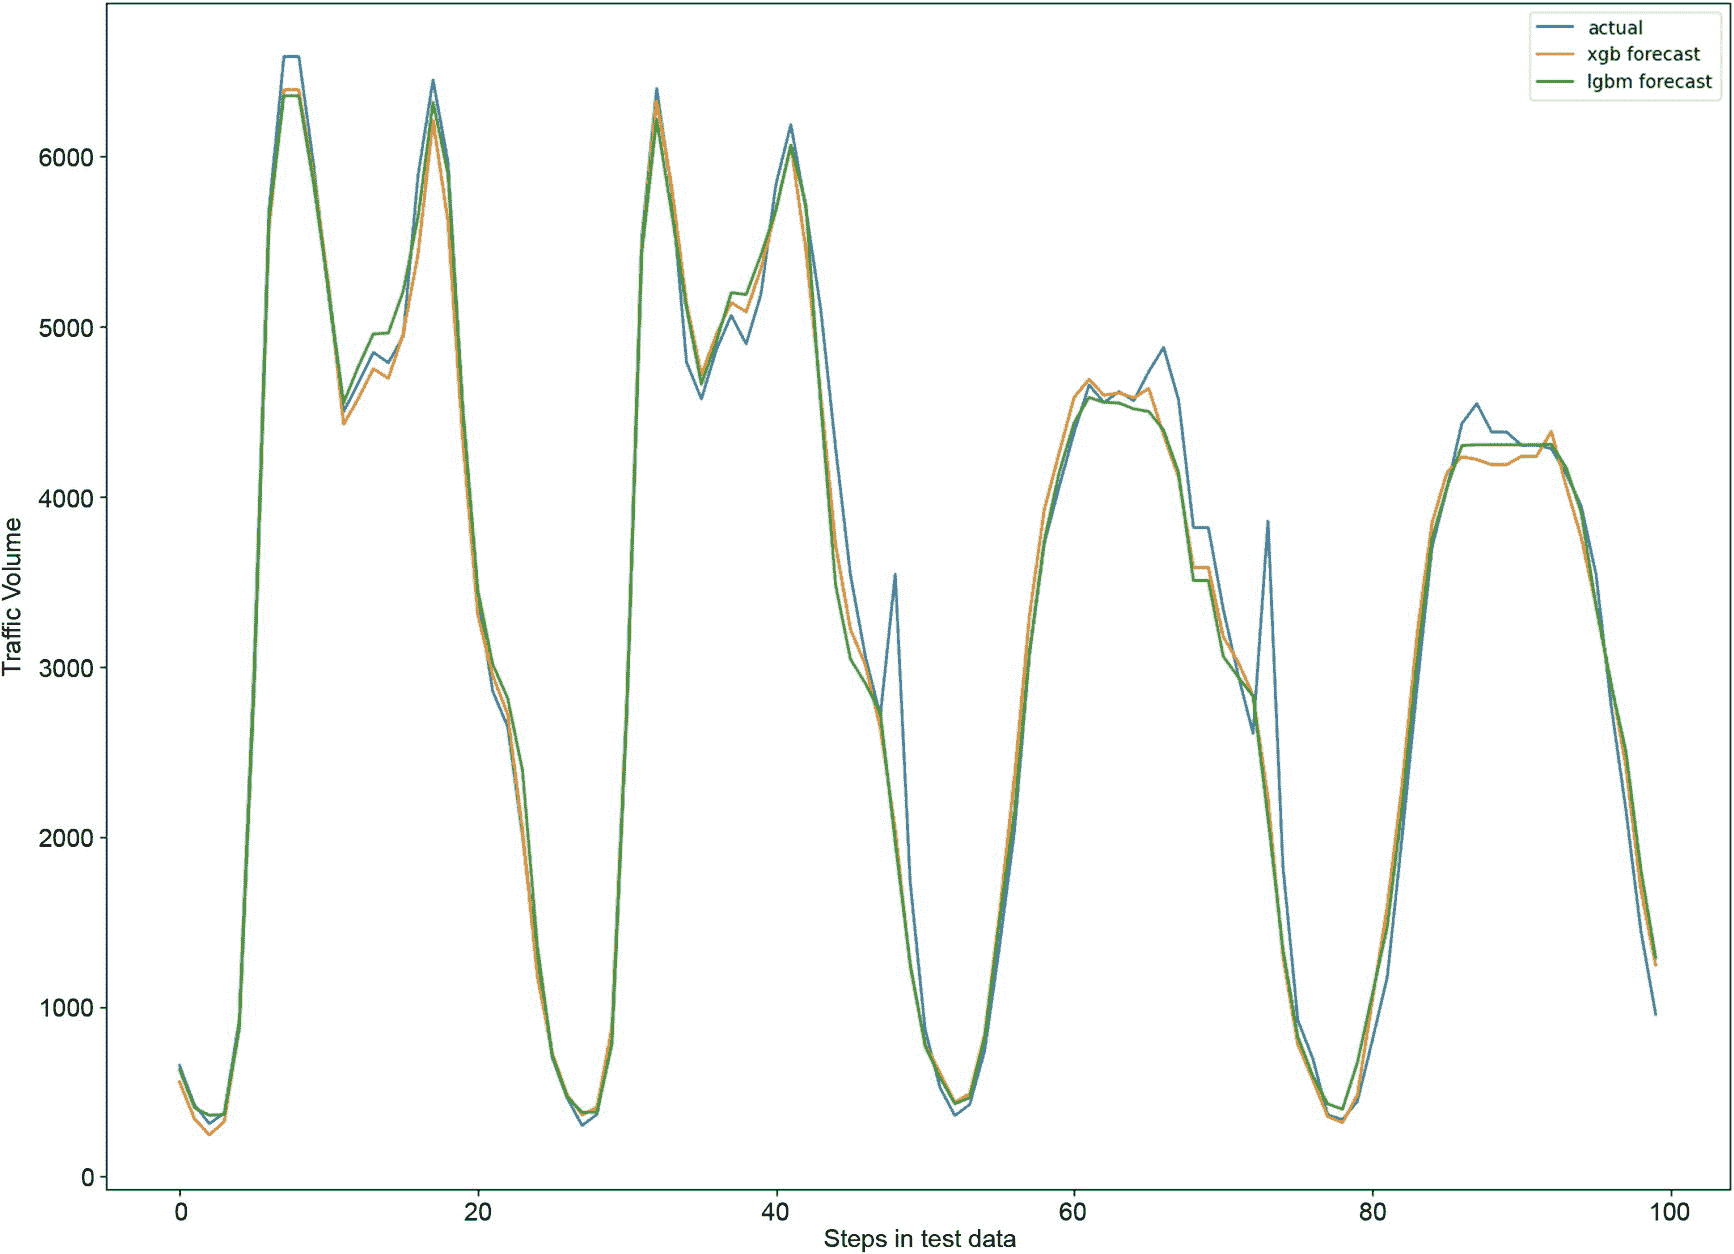 actual
xgb forecast
lgbm forecast
Traffic Volume
6000
5000
4000
3000
2000
1000
0
0 20 40 60 80 100
Steps in test data